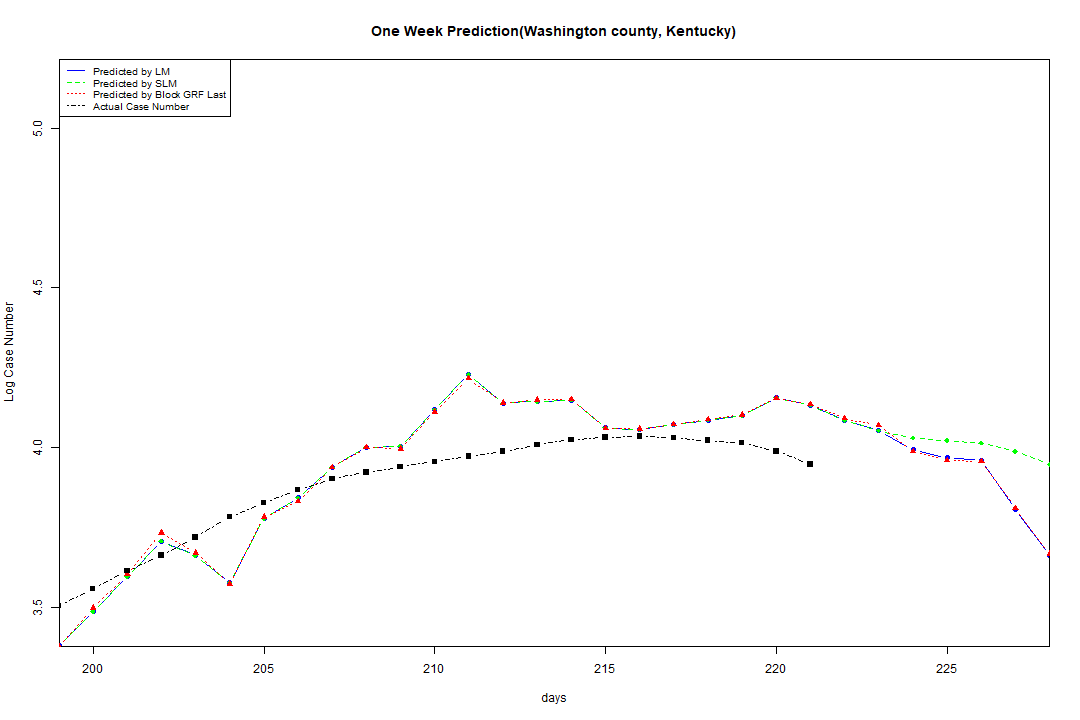 One Week Prediction(Washington county, Kentucky)
Predicted by LM
Predicted by SLM
Predicted by Block GRF Last
Actual Case Number
5.0
4.5
4.0
3.5
Log Case Number
200 205 210 215 220 225
days